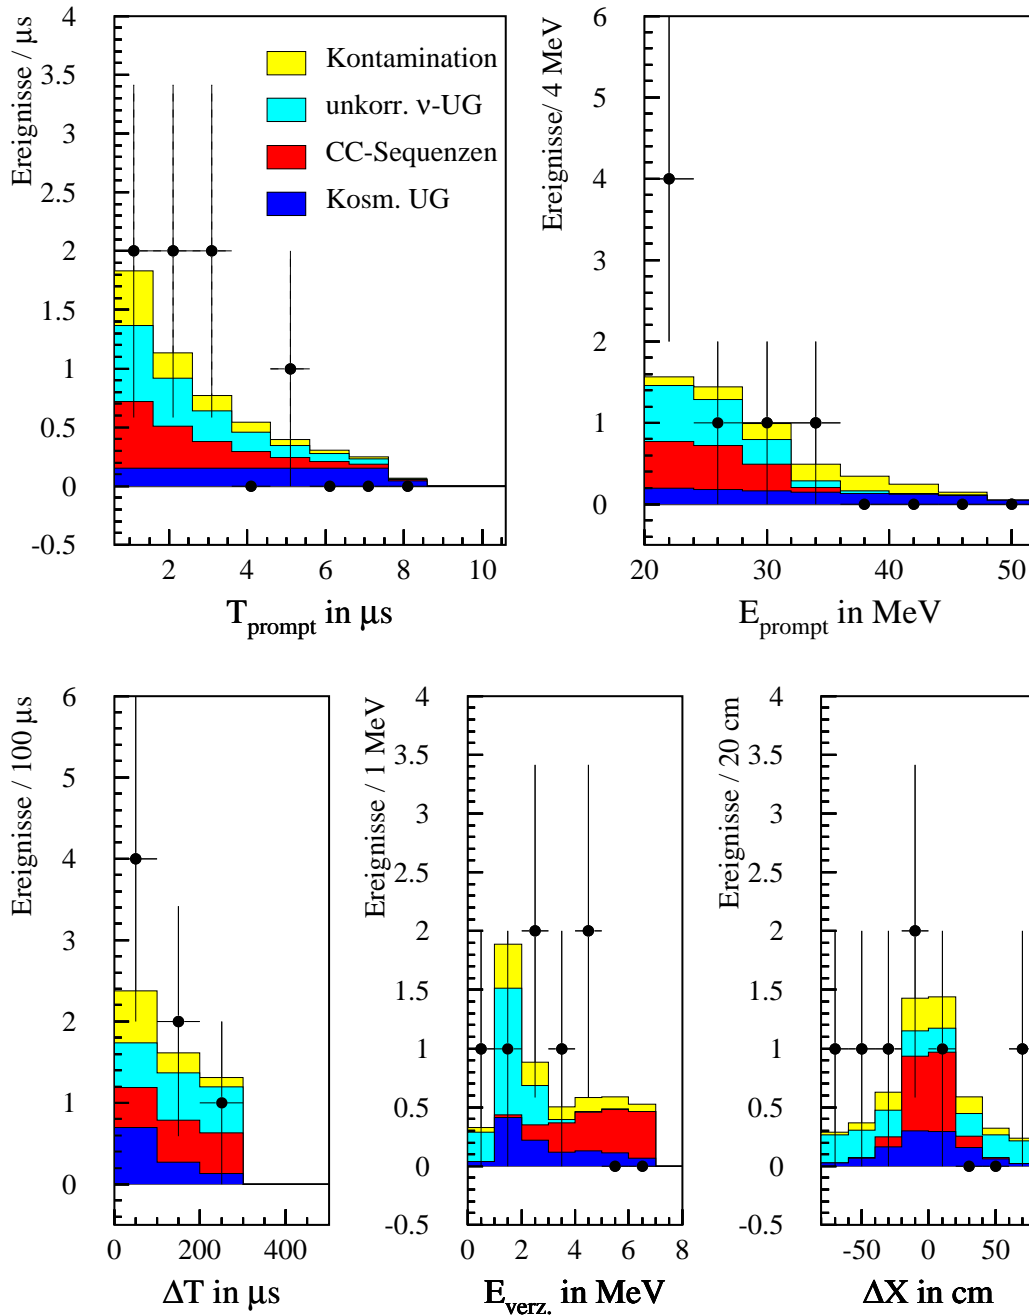 Ereignisse / μs
4
3.5
3
2.5
2
1.5
1
0.5
0
-0.5
Kontamination
unkorr. ν-UG
CC-Sequenzen
Kosm. UG
2 4 6 8 10
T_prompt in μs
Ereignisse/ 4 MeV
6
5
4
3
2
1
0
20 30 40 50
E_prompt in MeV
Ereignisse / 100 μs
6
5
4
3
2
1
0
0 200 400
ΔT in μs
Ereignisse / 1 MeV
4
3.5
3
2.5
2
1.5
1
0.5
0
-0.5
0 2 4 6 8
E_verz. in MeV
Ereignisse / 20 cm
4
3.5
3
2.5
2
1.5
1
0.5
0
-0.5
-50 0 50
ΔX in cm